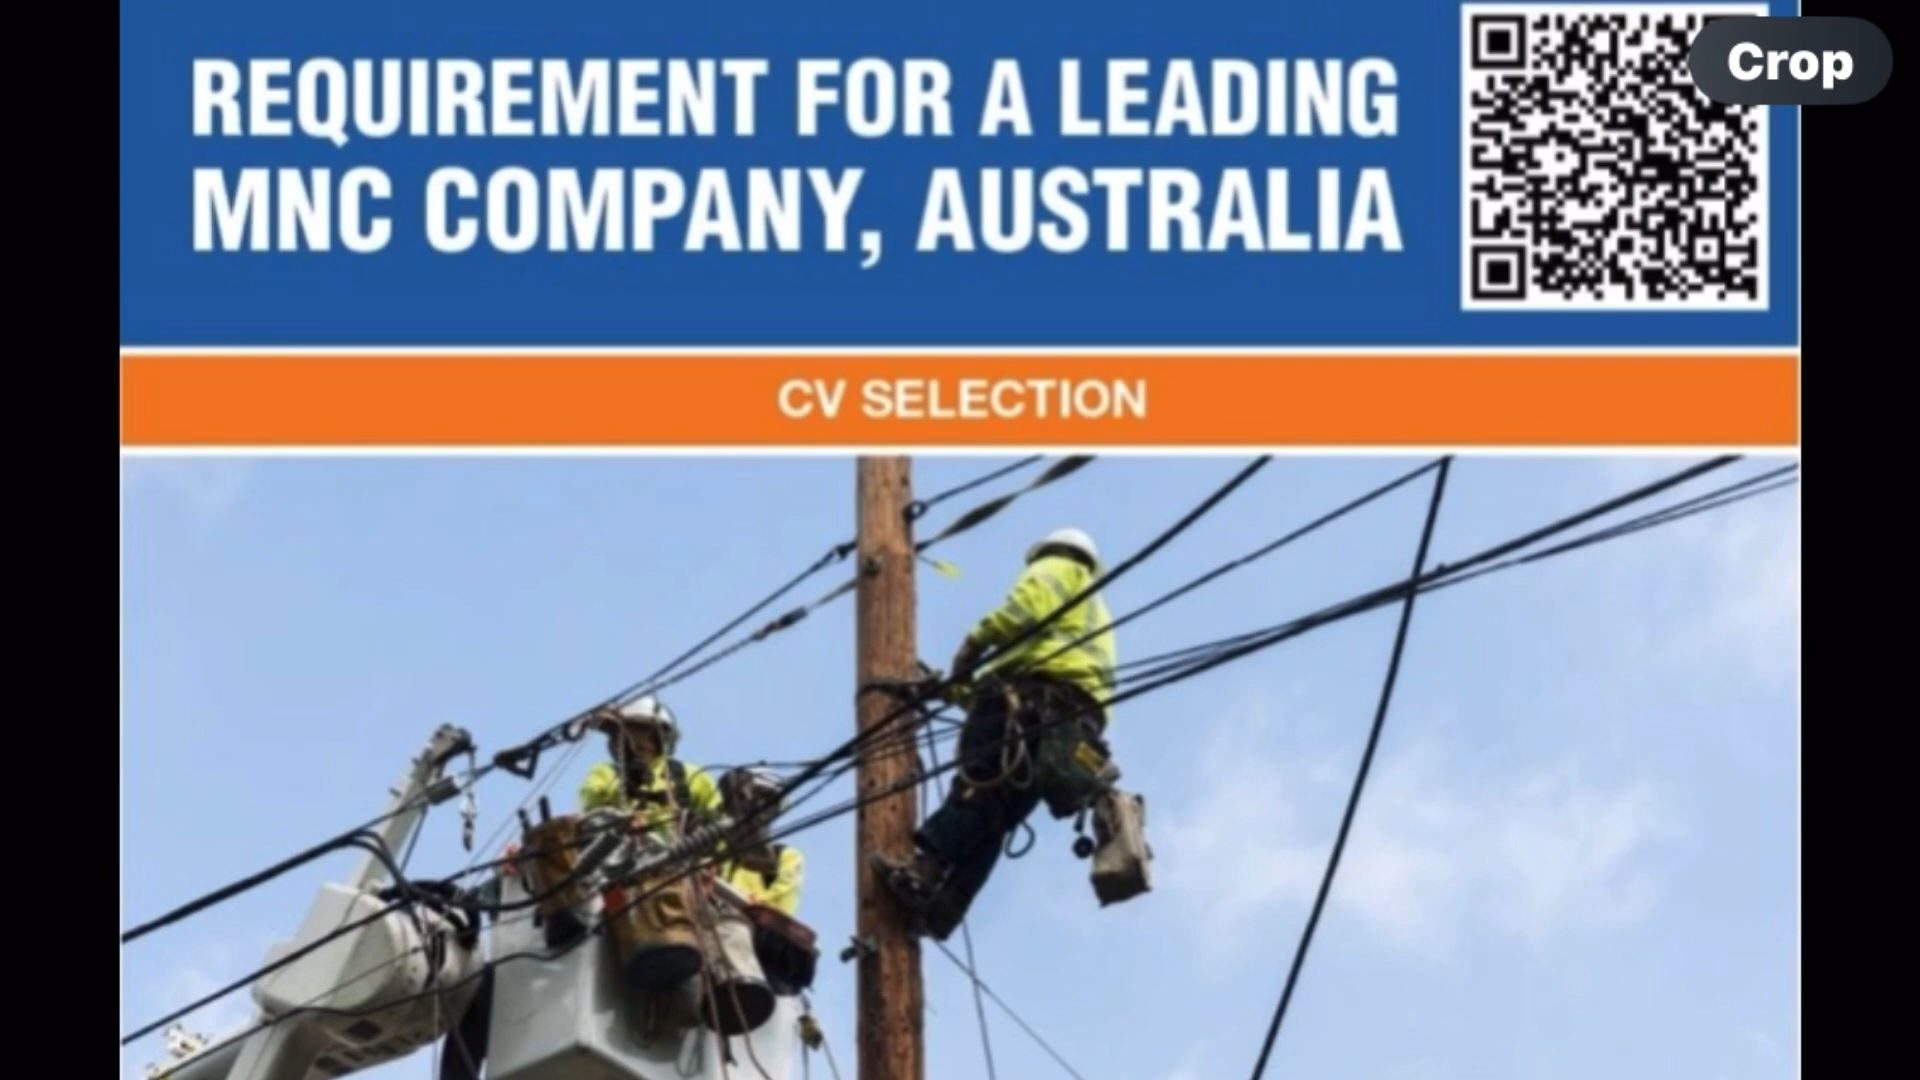 REQUIREMENT FOR A LEADING
MNC COMPANY, AUSTRALIA
Crop
CV SELECTION